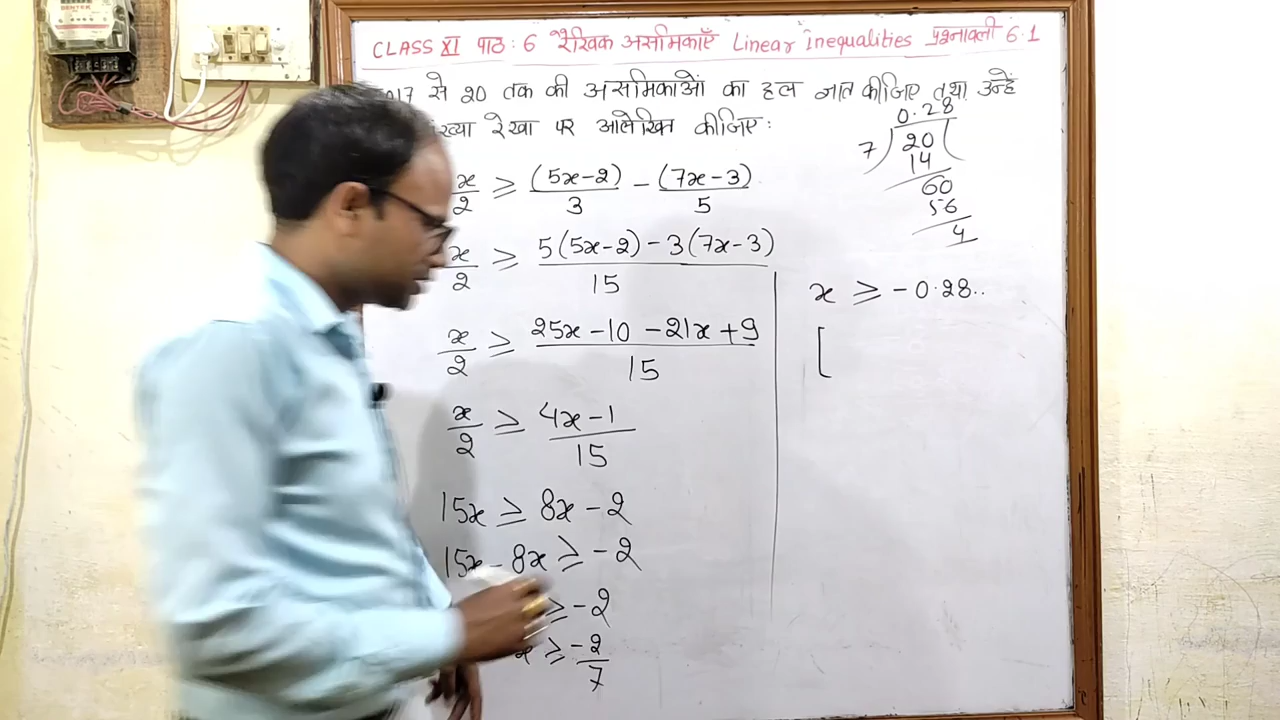 CLASS XI पाठ: 6 रैखिक असमिकाएँ Linear inequalities प्रश्नावली 6.1
17 से 20 तक की असमिकाओं का हल ज्ञात कीजिए तथा उन्हें
रेखा पर आलेखित कीजिए:
x/2 ≥ (5x-2)/3 - (7x-3)/5
x/2 ≥ 5(5x-2) - 3(7x-3) / 15
x/2 ≥ 25x - 10 - 21x + 9 / 15
x/2 ≥ 4x - 1 / 15
15x ≥ 8x - 2
15x - 8x ≥ -2
≥ -2
x ≥ -2/7
0.28
7 ) 20 (
14
60
56
4
x ≥ -0.28..
[